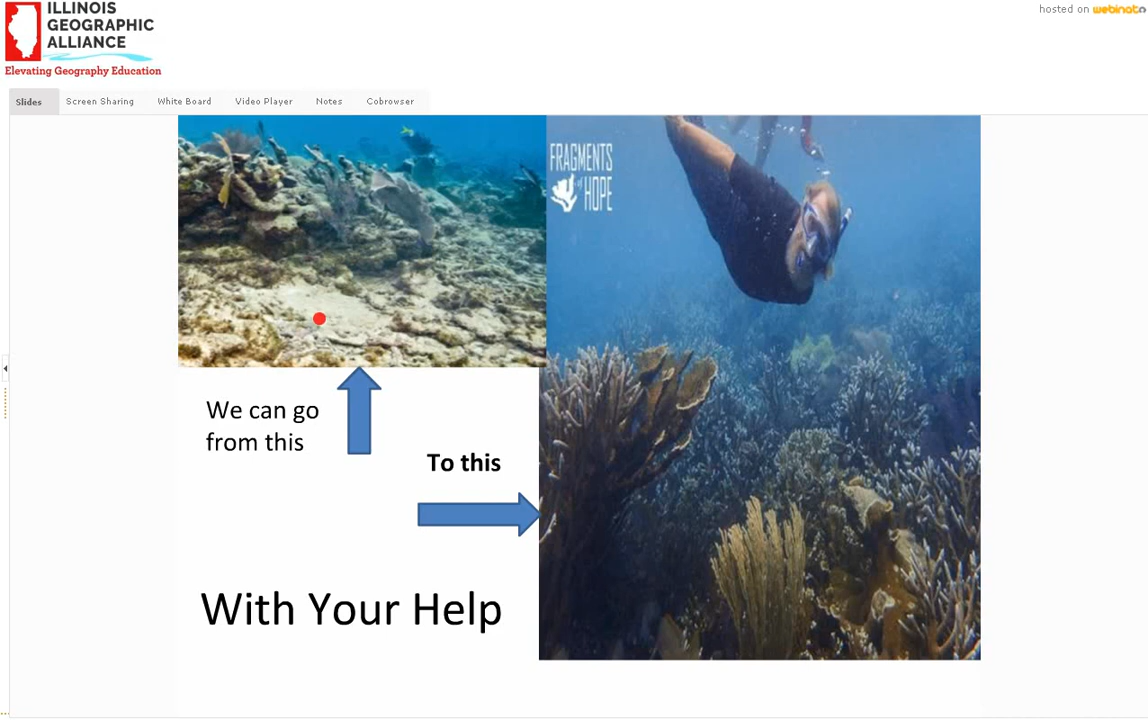 ILLINOIS
GEOGRAPHIC
ALLIANCE
Elevating Geography Education
hosted on webinato
Slides
Screen Sharing
White Board
Video Player
Notes
Cobrowser
FRAGMENTS
of
HOPE
We can go
from this
To this
With Your Help